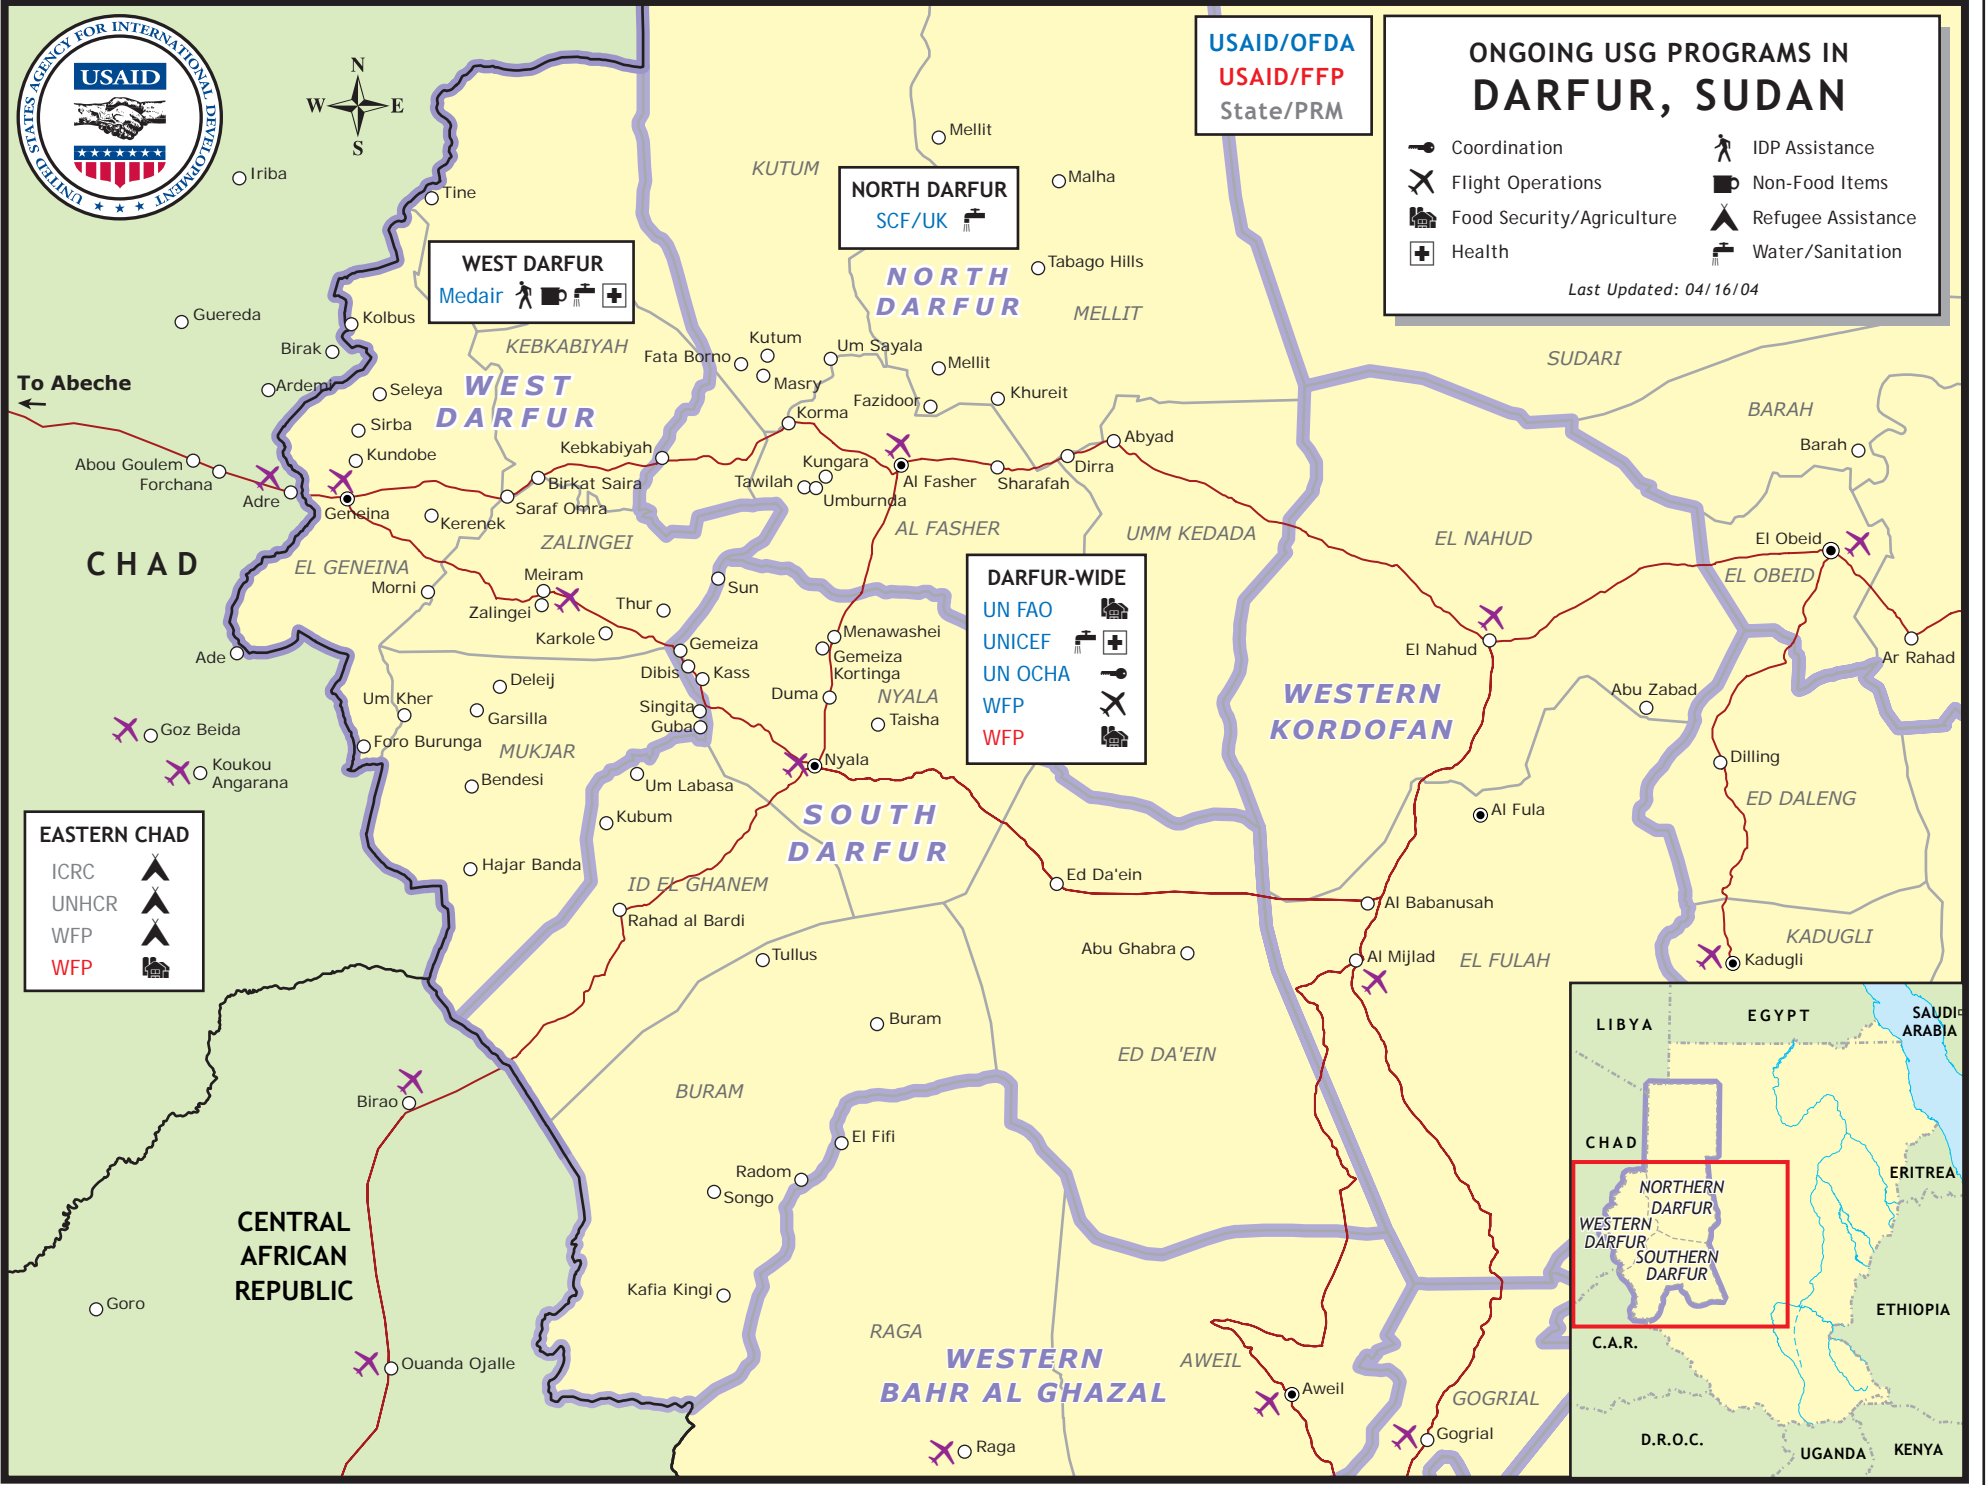 UNITED STATES AGENCY FOR INTERNATIONAL DEVELOPMENT
USAID
N
W
E
S
USAID/OFDA
USAID/FFP
State/PRM
ONGOING USG PROGRAMS IN
DARFUR, SUDAN
Coordination
IDP Assistance
Flight Operations
Non-Food Items
Food Security/Agriculture
Refugee Assistance
Health
Water/Sanitation
Last Updated: 04/16/04
Mellit
KUTUM
Iriba
Tine
Malha
NORTH DARFUR
SCF/UK
WEST DARFUR
Medair
Tabago Hills
NORTH
DARFUR
MELLIT
Guereda
Kolbus
Birak
KEBKABIYAH
Kutum
Fata Borno
Um Sayala
Masry
Mellit
SUDARI
To Abeche
Ardemi
Seleya
WEST
DARFUR
Khureit
Fazidoor
Korma
BARAH
Sirba
Abyad
Barah
Kebkabiyah
Kundobe
Abou Goulem
Forchana
Kungara
Dirra
Tawilah
Al Fasher
Sharafah
Birkat Saira
Adre
Umburnda
Geneina
Saraf Omra
Kerenek
AL FASHER
UMM KEDADA
EL NAHUD
El Obeid
ZALINGEI
CHAD
EL GENEINA
EL OBEID
Meiram
Morni
Sun
Zalingei
Thur
DARFUR-WIDE
UN FAO
UNICEF
UN OCHA
WFP
WFP
Karkole
Menawashei
Gemeiza
Gemeiza
Kortinga
El Nahud
Ar Rahad
Ade
Dibis
Kass
Deleij
Um Kher
Duma
NYALA
WESTERN
KORDOFAN
Abu Zabad
Singita
Garsilla
Guba
Taisha
Goz Beida
Foro Burunga
MUKJAR
Nyala
Dilling
Koukou
Angarana
Bendesi
Um Labasa
ED DALENG
Kubum
SOUTH
DARFUR
Al Fula
EASTERN CHAD
ICRC
UNHCR
WFP
WFP
Hajar Banda
Ed Da'ein
ID EL GHANEM
Al Babanusah
Rahad al Bardi
KADUGLI
Tullus
Abu Ghabra
Al Mijlad
EL FULAH
Kadugli
Buram
ED DA'EIN
BURAM
Birao
El Fifi
Radom
Songo
CENTRAL
AFRICAN
REPUBLIC
Kafia Kingi
Goro
RAGA
Ouanda Ojalle
WESTERN
BAHR AL GHAZAL
AWEIL
Aweil
GOGRIAL
Gogrial
Raga
LIBYA
EGYPT
SAUDI
ARABIA
CHAD
ERITREA
NORTHERN
DARFUR
WESTERN
DARFUR
SOUTHERN
DARFUR
ETHIOPIA
C.A.R.
D.R.O.C.
UGANDA
KENYA